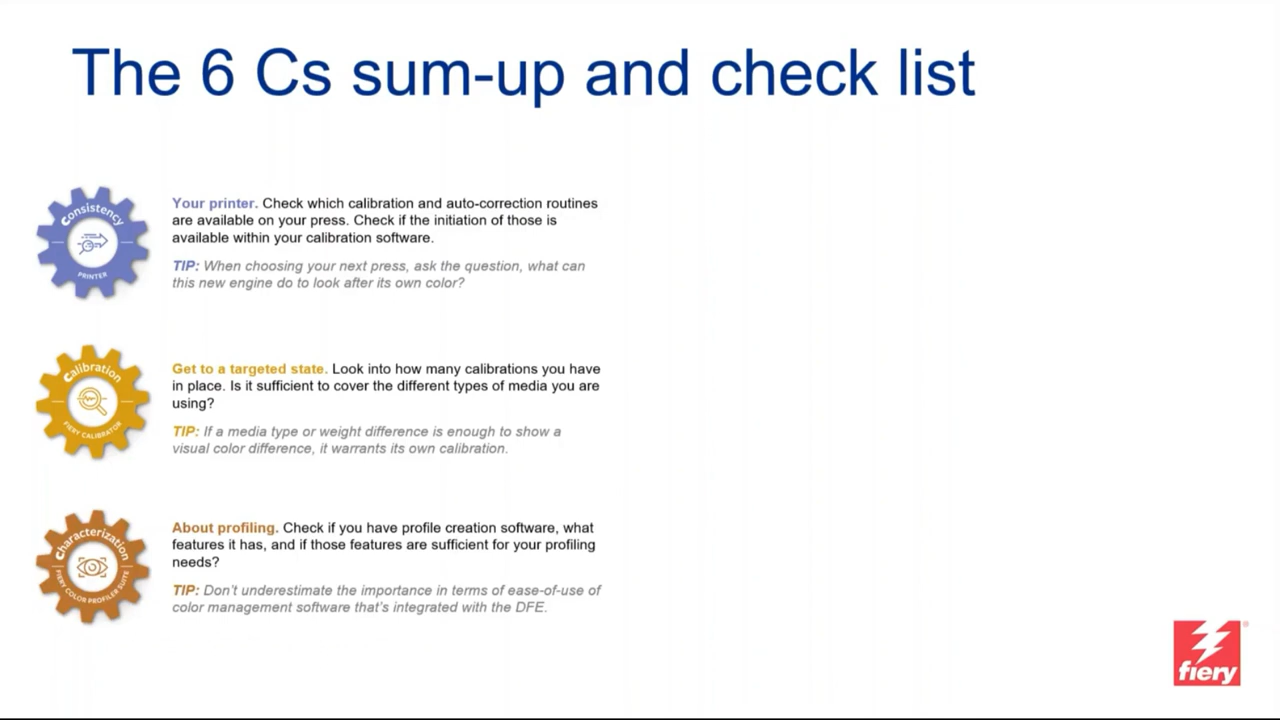 The 6 Cs sum-up and check list
Consistency
PRINTER
Your printer. Check which calibration and auto-correction routines
are available on your press. Check if the initiation of those is
available within your calibration software.
TIP: When choosing your next press, ask the question, what can
this new engine do to look after its own color?
Calibration
FIERY CALIBRATOR
Get to a targeted state. Look into how many calibrations you have
in place. Is it sufficient to cover the different types of media you are
using?
TIP: If a media type or weight difference is enough to show a
visual color difference, it warrants its own calibration.
Characterization
FIERY COLOR PROFILER SUITE
About profiling. Check if you have profile creation software, what
features it has, and if those features are sufficient for your profiling
needs?
TIP: Don't underestimate the importance in terms of ease-of-use of
color management software that's integrated with the DFE.
fiery®